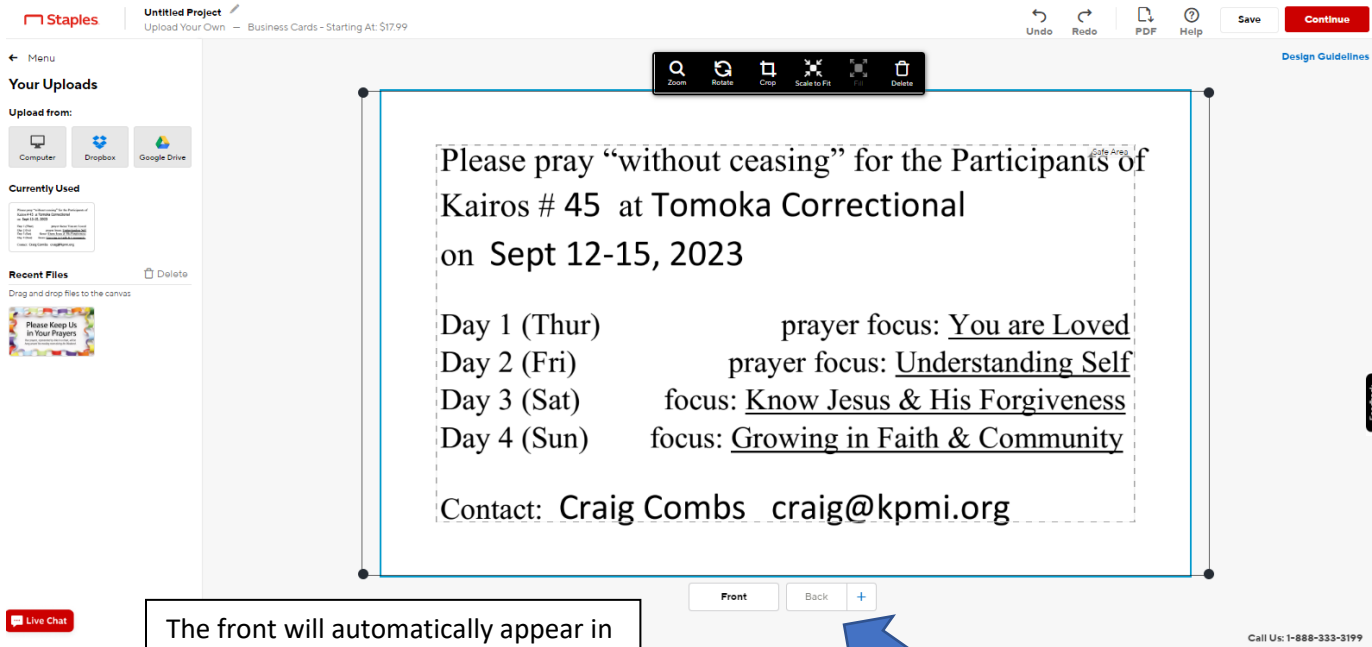 Staples
Untitled Project
Upload Your Own – Business Cards - Starting At: $17.99
Undo
Redo
PDF
Help
Save
Continue
Menu
Design Guidelines
Your Uploads
Upload from:
Computer
Dropbox
Google Drive
Currently Used
Recent Files
Delete
Drag and drop files to the canvas
Please Keep Us
in Your Prayers
Zoom
Rotate
Crop
Scale to Fit
Fill
Delete
Safe Area
Please pray “without ceasing” for the Participants of
Kairos # 45 at Tomoka Correctional
on Sept 12-15, 2023
Day 1 (Thur) prayer focus: You are Loved
Day 2 (Fri) prayer focus: Understanding Self
Day 3 (Sat) focus: Know Jesus & His Forgiveness
Day 4 (Sun) focus: Growing in Faith & Community
Contact: Craig Combs craig@kpmi.org
Front
Back +
Live Chat
The front will automatically appear in
Call Us: 1-888-333-3199